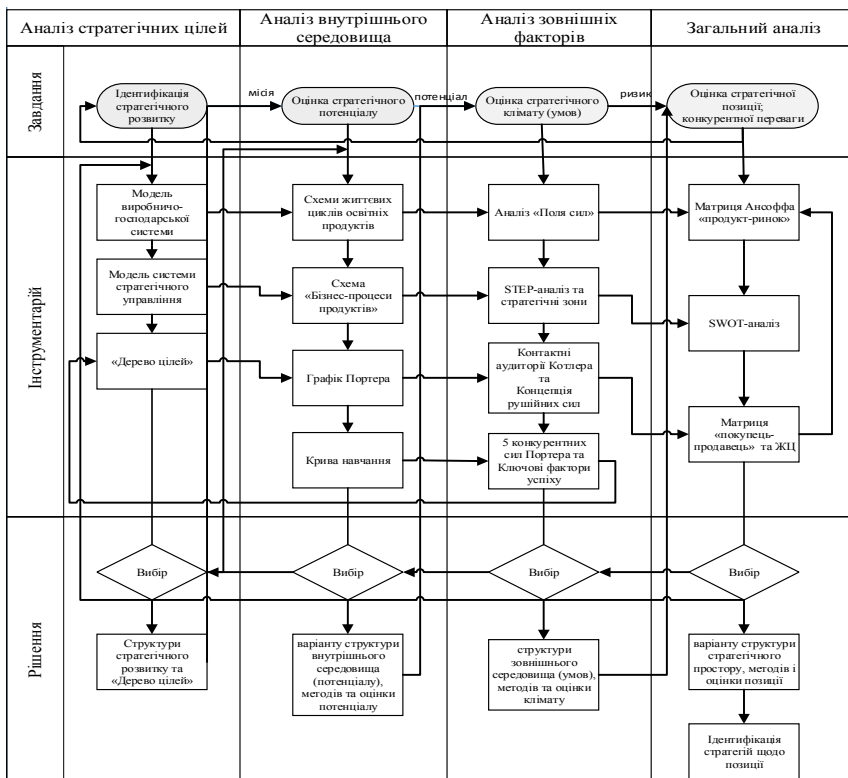 Аналіз стратегічних цілей
Аналіз внутрішнього
середовища
Аналіз зовнішніх
факторів
Загальний аналіз
Завдання
Ідентифікація
стратегічного
розвитку
місія
Оцінка стратегічного
потенціалу
потенціал
Оцінка стратегічного
клімату (умов)
ризик
Оцінка стратегічної
позиції;
конкурентної переваги
Інструментарій
Модель
виробничо-
господарської
системи
Схеми життєвих
циклів освітніх
продуктів
Аналіз «Поля сил»
Матриця Ансоффа
«продукт-ринок»
Модель системи
стратегічного
управління
Схема
«Бізнес-процеси
продуктів»
STEP-аналіз та
стратегічні зони
SWOT-аналіз
«Дерево цілей»
Графік Портера
Контактні
аудиторії Котлера
та
Концепція
рушійних сил
Матриця
«покупець-
продавець» та ЖЦ
Крива навчання
5 конкурентних
сил Портера та
Ключові фактори
успіху
Рішення
Вибір
Вибір
Вибір
Вибір
Структури
стратегічного
розвитку та
«Дерево цілей»
варіанту структури
внутрішнього
середовища
(потенціалу),
методів та оцінки
потенціалу
структури
зовнішнього
середовища (умов),
методів та оцінки
клімату
варіанту структури
стратегічного
простору, методів і
оцінки позиції
Ідентифікація
стратегій щодо
позиції